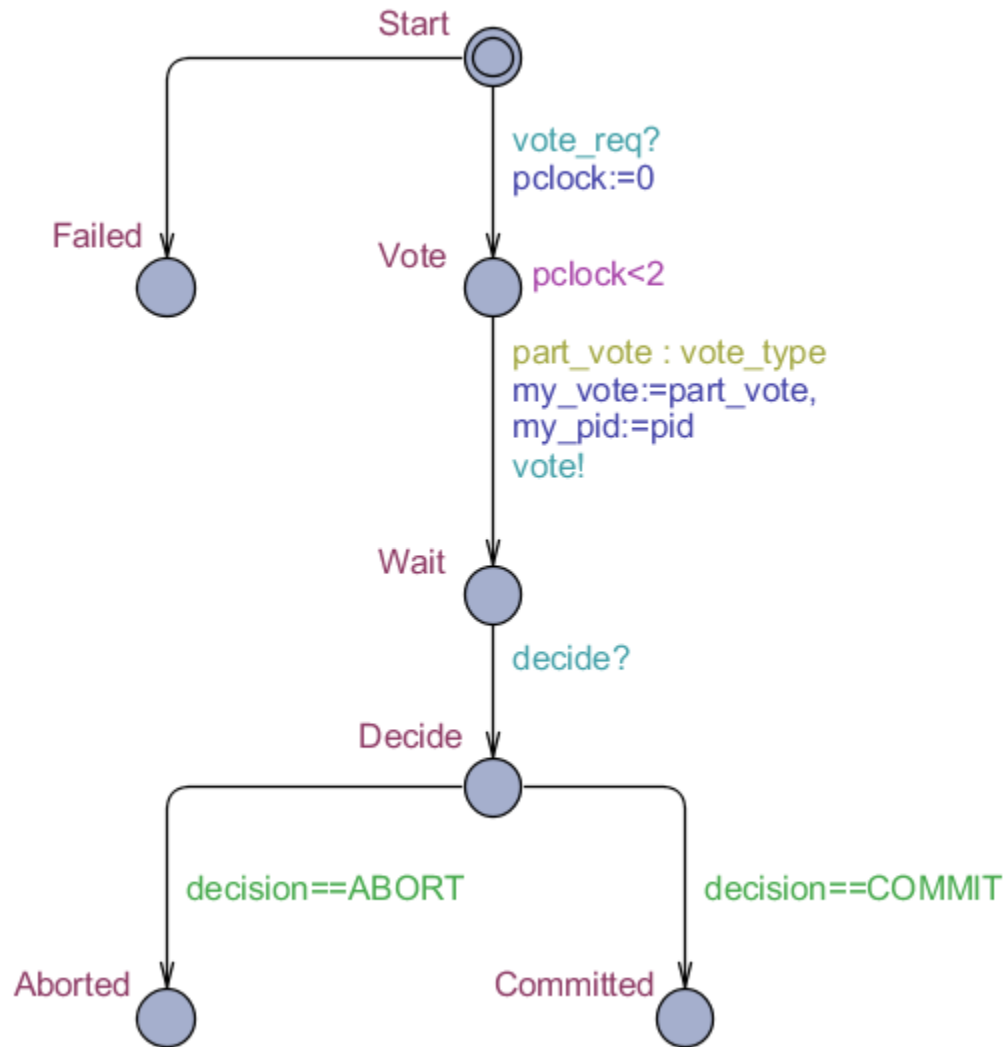 Start
vote_req?
pclock:=0
Failed
Vote
pclock<2
part_vote : vote_type
my_vote:=part_vote,
my_pid:=pid
vote!
Wait
decide?
Decide
decision==ABORT
decision==COMMIT
Aborted
Committed